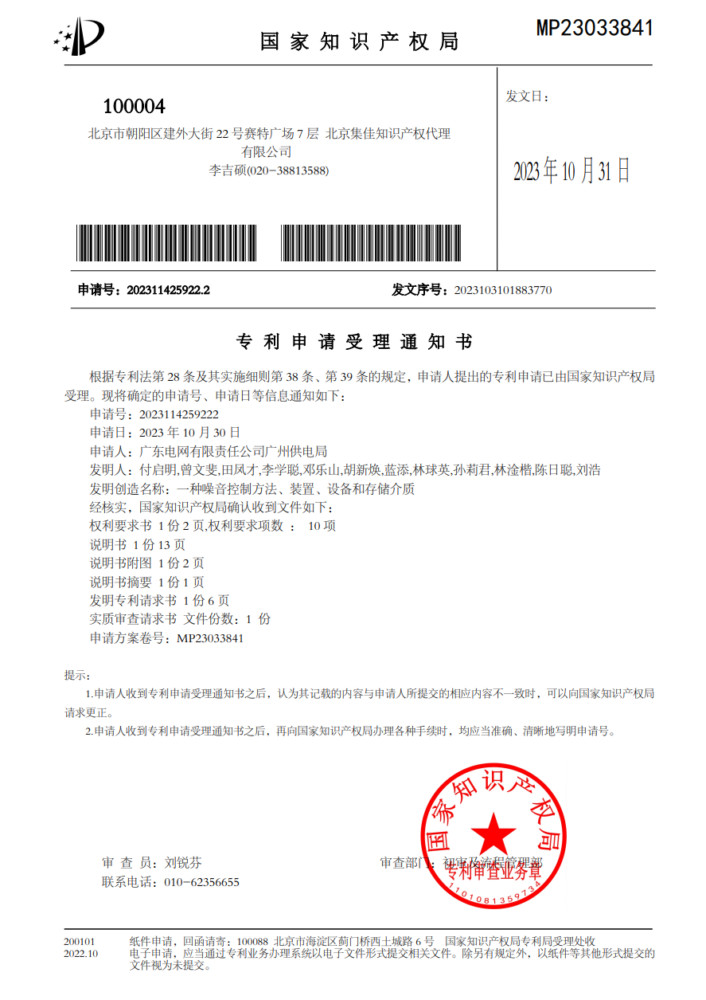 国家知识产权局
MP23033841
100004
北京市朝阳区建外大街 22 号赛特广场 7 层 北京集佳知识产权代理
有限公司
李吉硕(020-38813588)
发文日：
2023 年 10 月 31 日
申请号：202311425922.2
发文序号：2023103101883770
专利申请受理通知书
根据专利法第 28 条及其实施细则第 38 条、第 39 条的规定，申请人提出的专利申请已由国家知识产权局
受理。现将确定的申请号、申请日等信息通知如下：
申请号：2023114259222
申请日：2023 年 10 月 30 日
申请人：广东电网有限责任公司广州供电局
发明人：付启明,曾文斐,田凤才,李学聪,邓乐山,胡新焕,蓝添,林球英,孙莉君,林淦楷,陈日聪,刘浩
发明创造名称：一种噪音控制方法、装置、设备和存储介质
经核实，国家知识产权局确认收到文件如下：
权利要求书 1 份 2 页,权利要求项数 ： 10 项
说明书 1 份 13 页
说明书附图 1 份 2 页
说明书摘要 1 份 1 页
发明专利请求书 1 份 6 页
实质审查请求书 文件份数：1 份
申请方案卷号：MP23033841
提示：
1.申请人收到专利申请受理通知书之后，认为其记载的内容与申请人所提交的相应内容不一致时，可以向国家知识产权局
请求更正。
2.申请人收到专利申请受理通知书之后，再向国家知识产权局办理各种手续时，均应当准确、清晰地写明申请号。
国家知识产权局
审 查 员：刘锐芬
审查部门：初审及流程管理部
专利审查业务章
联系电话：010-62356655
1101081359734
200101
纸件申请，回函请寄：100088 北京市海淀区蓟门桥西土城路 6 号 国家知识产权局专利局受理处收
2022.10
电子申请，应当通过专利业务办理系统以电子文件形式提交相关文件。除另有规定外，以纸件等其他形式提交的
文件视为未提交。